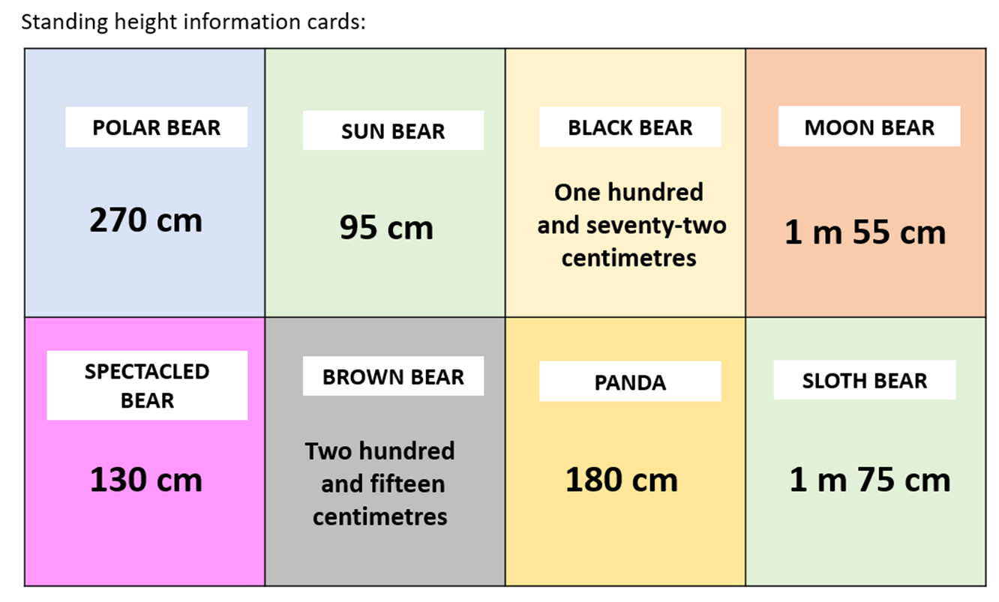 Standing height information cards:
POLAR BEAR
270 cm
SUN BEAR
95 cm
BLACK BEAR
One hundred
and seventy-two
centimetres
MOON BEAR
1 m 55 cm
SPECTACLED
BEAR
130 cm
BROWN BEAR
Two hundred
and fifteen
centimetres
PANDA
180 cm
SLOTH BEAR
1 m 75 cm